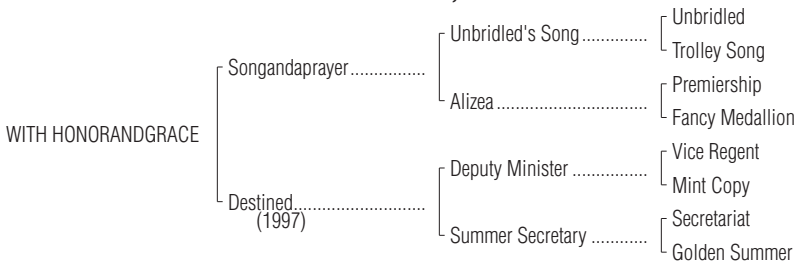 Unbridled
Unbridled's Song..............
Trolley Song
Songandaprayer................
Premiership
Alizea................................
Fancy Medallion
WITH HONORANDGRACE
Vice Regent
Deputy Minister ................
Mint Copy
Destined............................
(1997)
Secretariat
Summer Secretary ............
Golden Summer